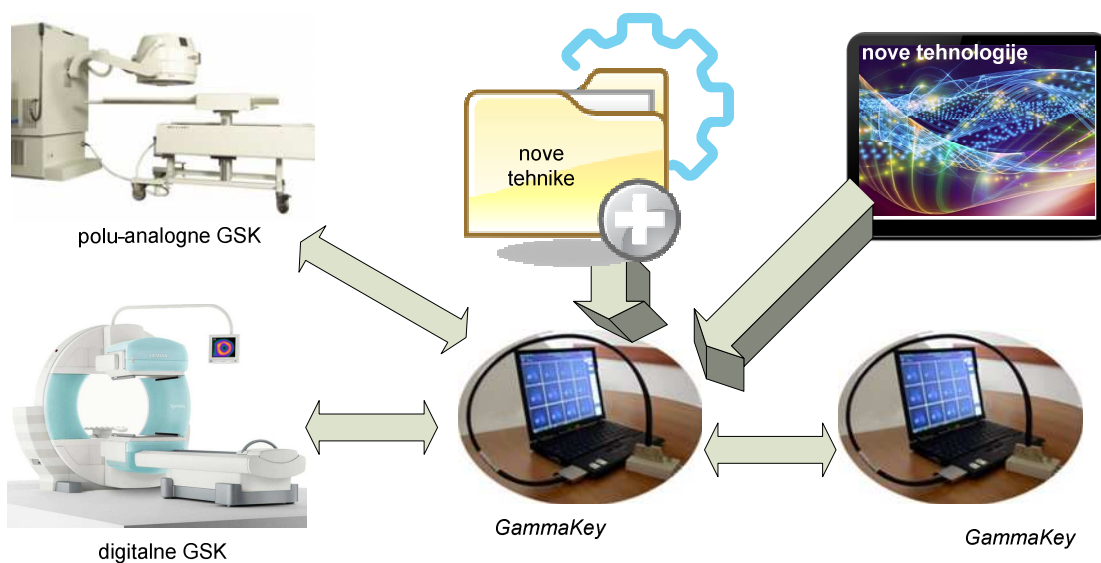 nove tehnologije
nove
tehnike
polu-analogne GSK
digitalne GSK
GammaKey
GammaKey